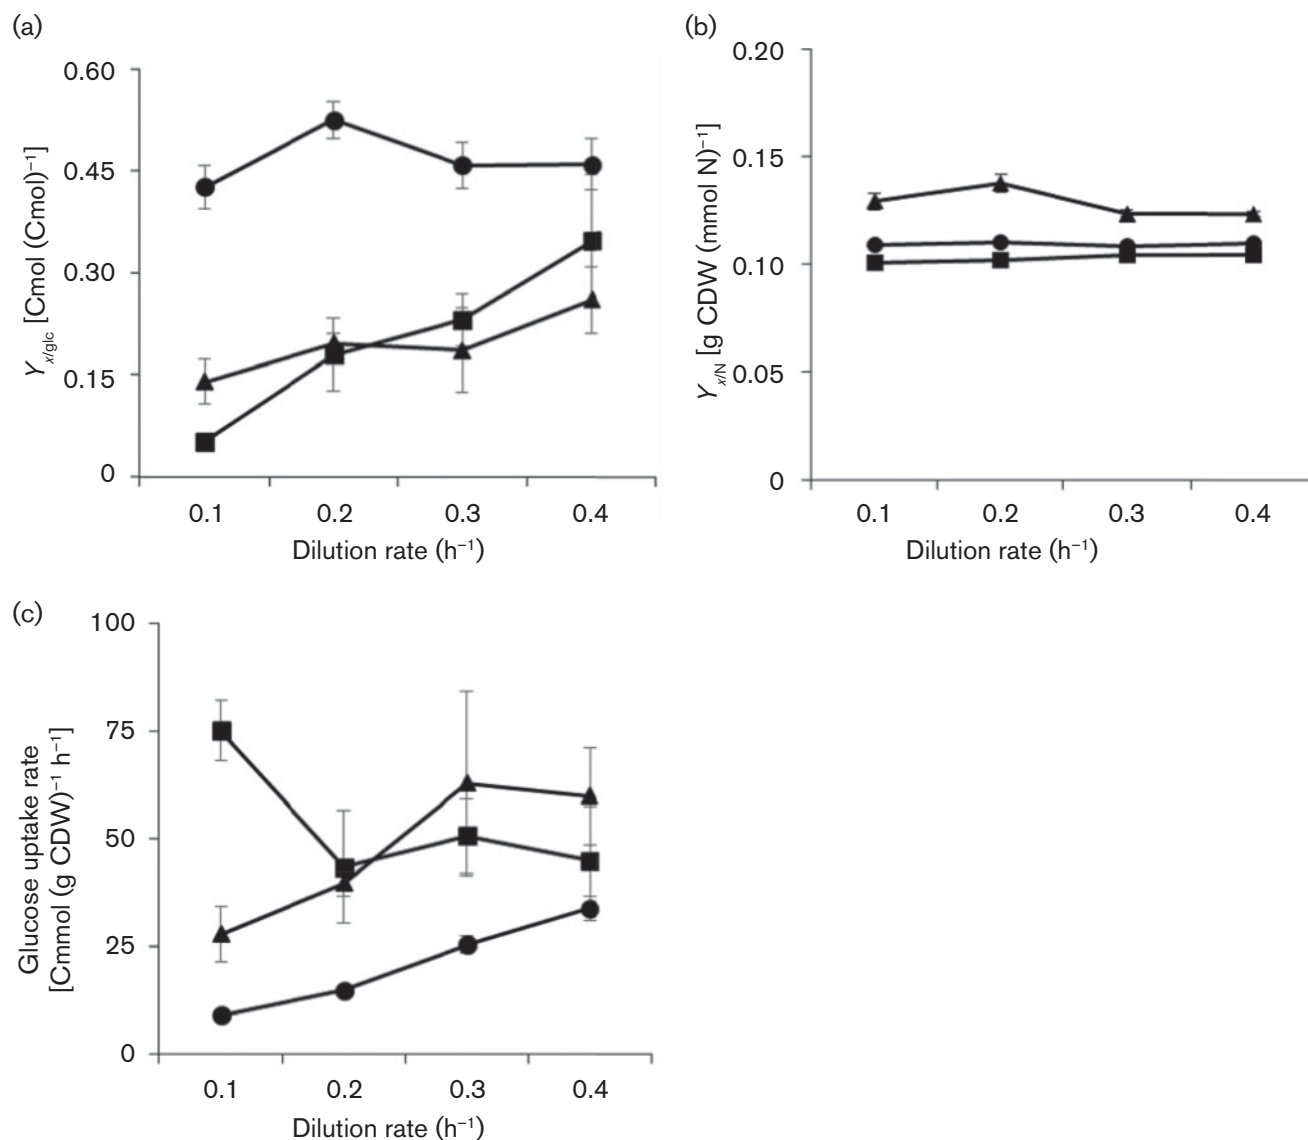 (a)
0.60
0.45
0.30
0.15
0
Yx/glc [Cmol (Cmol)⁻¹]
0.1 0.2 0.3 0.4
Dilution rate (h⁻¹)
(b)
0.20
0.15
0.10
0.05
0
Yx/N [g CDW (mmol N)⁻¹]
0.1 0.2 0.3 0.4
Dilution rate (h⁻¹)
(c)
100
75
50
25
0
Glucose uptake rate
[Cmmol (g CDW)⁻¹ h⁻¹]
0.1 0.2 0.3 0.4
Dilution rate (h⁻¹)